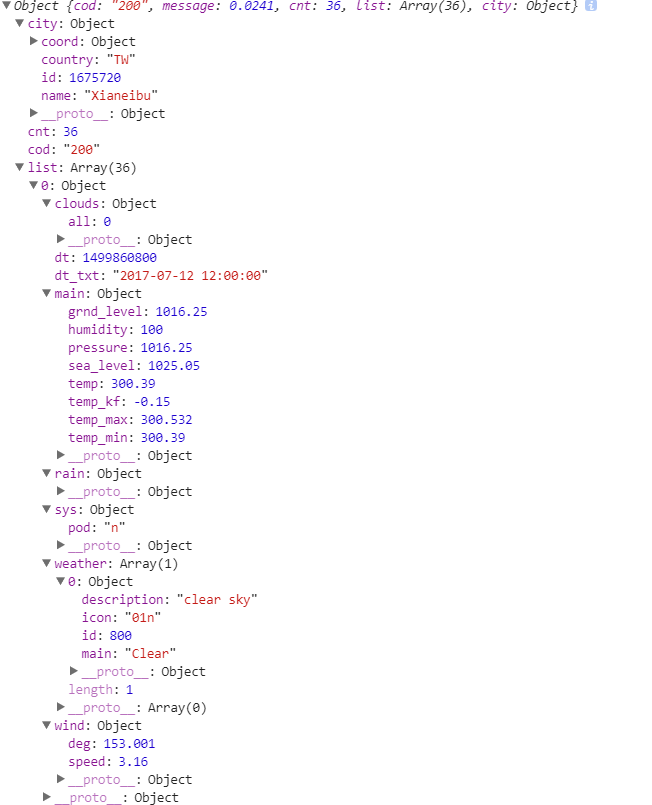 Object {cod: "200", message: 0.0241, cnt: 36, list: Array(36), city: Object} i
city: Object
coord: Object
country: "TW"
id: 1675720
name: "Xianeibu"
__proto__: Object
cnt: 36
cod: "200"
list: Array(36)
0: Object
clouds: Object
all: 0
__proto__: Object
dt: 1499860800
dt_txt: "2017-07-12 12:00:00"
main: Object
grnd_level: 1016.25
humidity: 100
pressure: 1016.25
sea_level: 1025.05
temp: 300.39
temp_kf: -0.15
temp_max: 300.532
temp_min: 300.39
__proto__: Object
rain: Object
__proto__: Object
sys: Object
pod: "n"
__proto__: Object
weather: Array(1)
0: Object
description: "clear sky"
icon: "01n"
id: 800
main: "Clear"
__proto__: Object
length: 1
__proto__: Array(0)
wind: Object
deg: 153.001
speed: 3.16
__proto__: Object
__proto__: Object